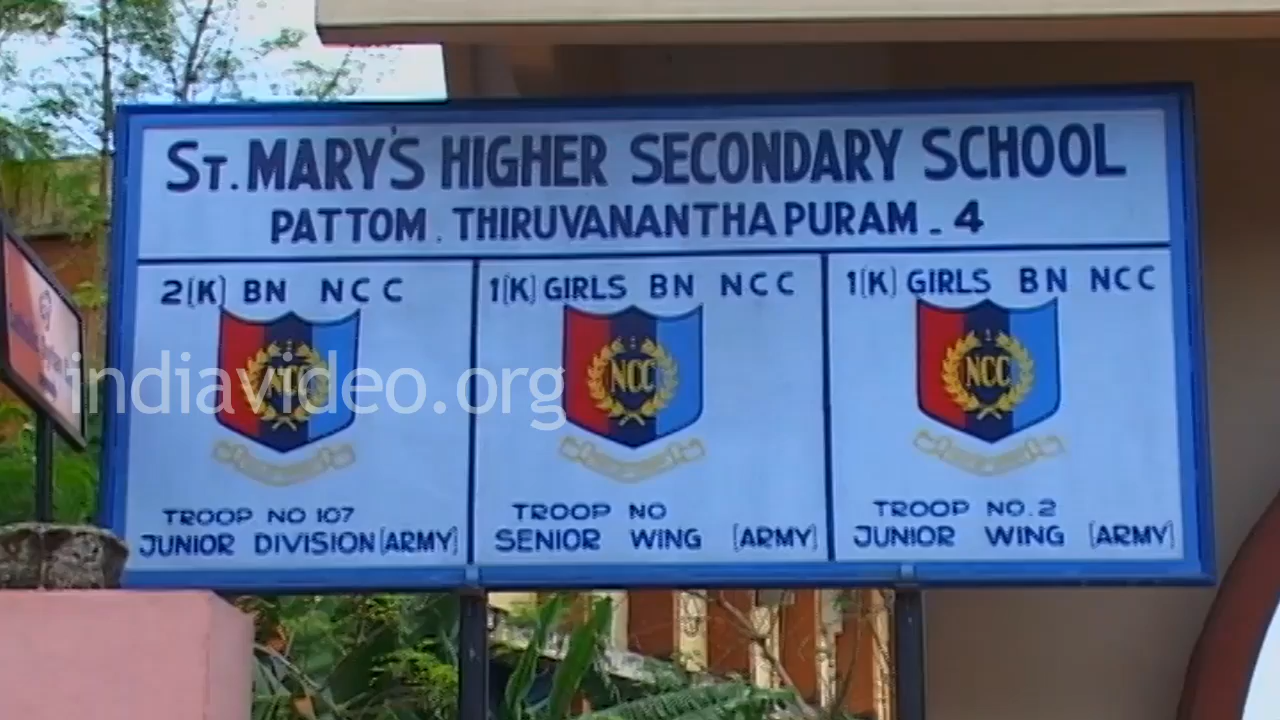 ST. MARY'S HIGHER SECONDARY SCHOOL
PATTOM. THIRUVANANTHAPURAM - 4
2(K) BN NCC
NCC
TROOP NO 107
JUNIOR DIVISION (ARMY)
1(K) GIRLS BN NCC
NCC
TROOP NO
SENIOR WING (ARMY)
1(K) GIRLS BN NCC
NCC
TROOP NO. 2
JUNIOR WING (ARMY)
indiavideo.org